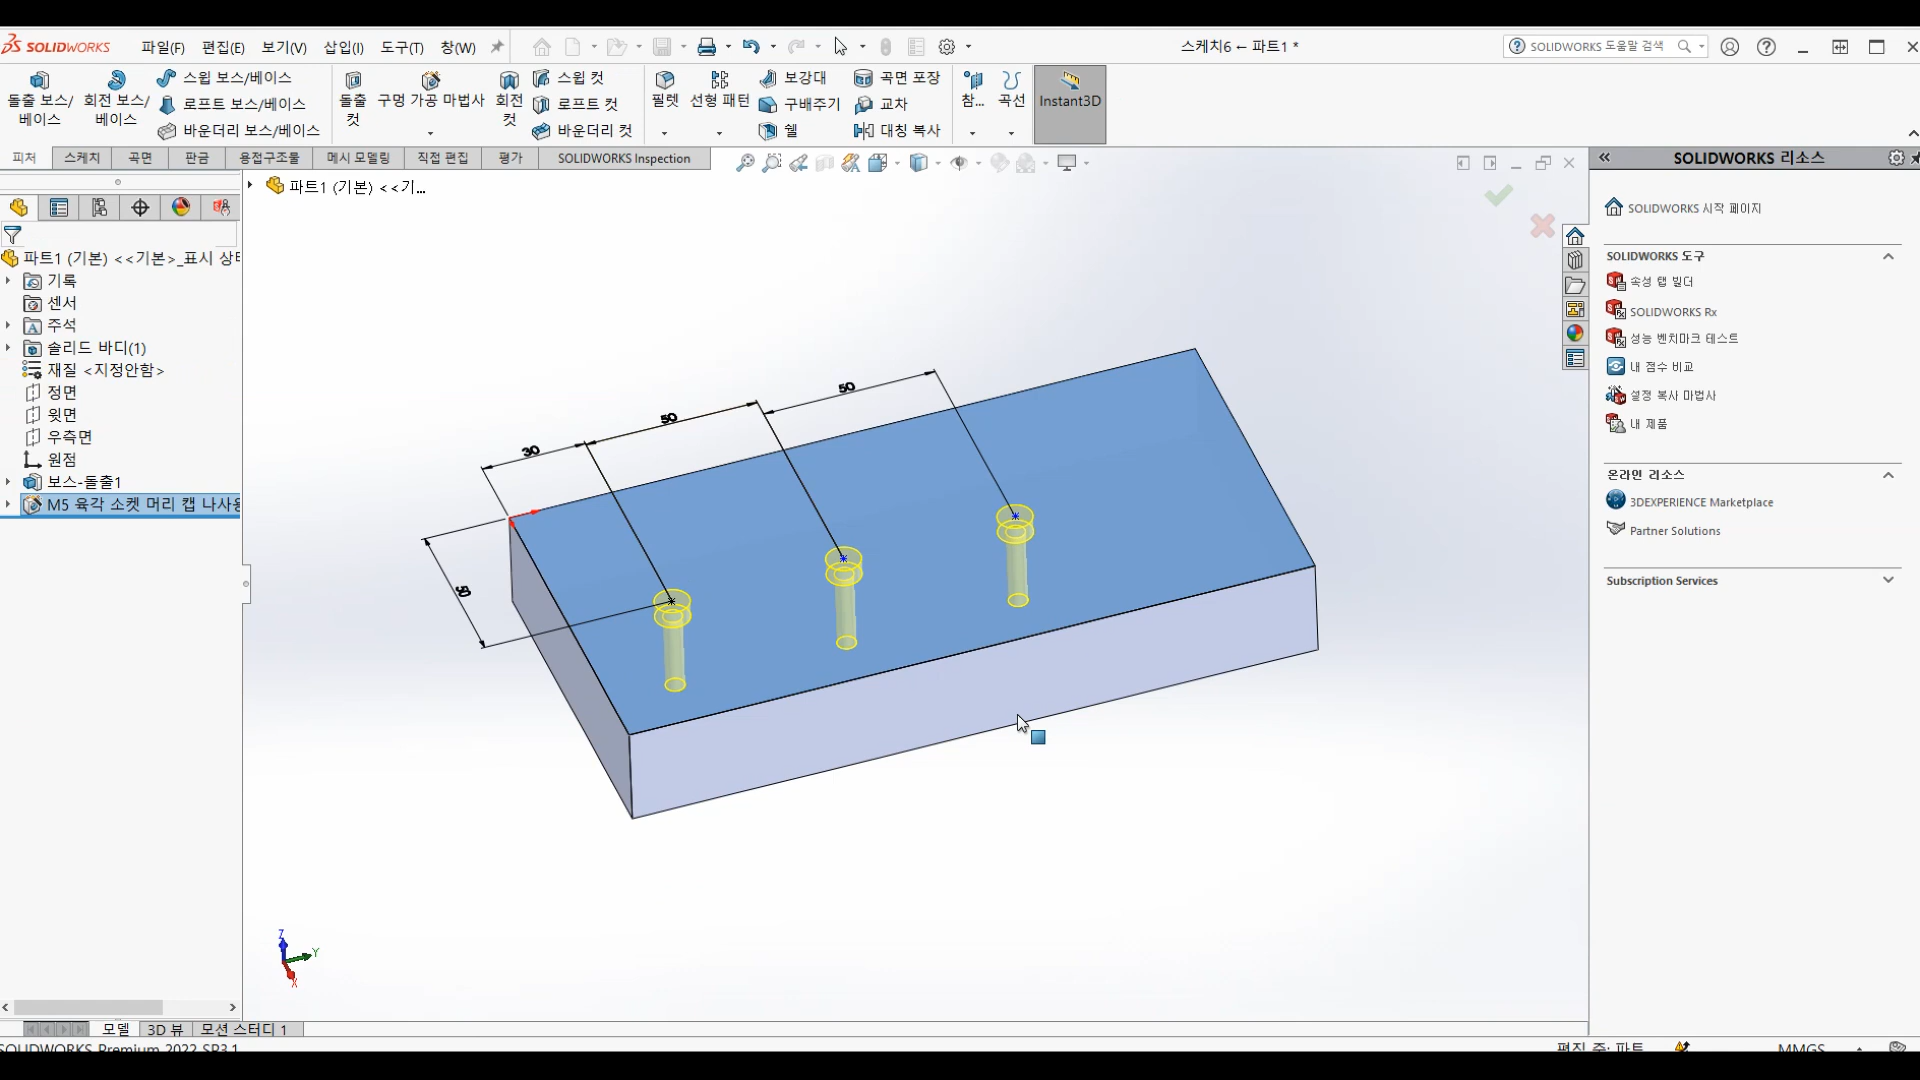 SOLIDWORKS 파일(F) 편집(E) 보기(V) 삽입(I) 도구(T) 창(W) 스케치6 ← 파트1 * SOLIDWORKS 도움말 검색
돌출 보스/베이스 회전 보스/베이스 스윕 보스/베이스 로프트 보스/베이스 바운더리 보스/베이스
돌출 컷 구멍 가공 마법사 회전 컷 스윕 컷 로프트 컷 바운더리 컷
필렛 선형 패턴 보강대 구배주기 쉘 곡면 포장 교차 대칭 복사
참... 곡선 Instant3D
피처 스케치 곡면 판금 용접구조물 메시 모델링 직접 편집 평가 SOLIDWORKS Inspection
파트1 (기본) <<기...
파트1 (기본) <<기본>_표시 상태
기록
센서
주석
솔리드 바디(1)
재질 <지정안함>
정면
윗면
우측면
원점
보스-돌출1
M5 육각 소켓 머리 캡 나사용
30
50
50
50
Z
Y
X
SOLIDWORKS 리소스
SOLIDWORKS 시작 페이지
SOLIDWORKS 도구
속성 탭 빌더
SOLIDWORKS Rx
성능 벤치마크 테스트
내 점수 비교
설정 복사 마법사
내 제품
온라인 리소스
3DEXPERIENCE Marketplace
Partner Solutions
Subscription Services
모델 3D 뷰 모션 스터디 1
SOLIDWORKS Premium 2022 SP3.1 편집 중: 파트 MMGS